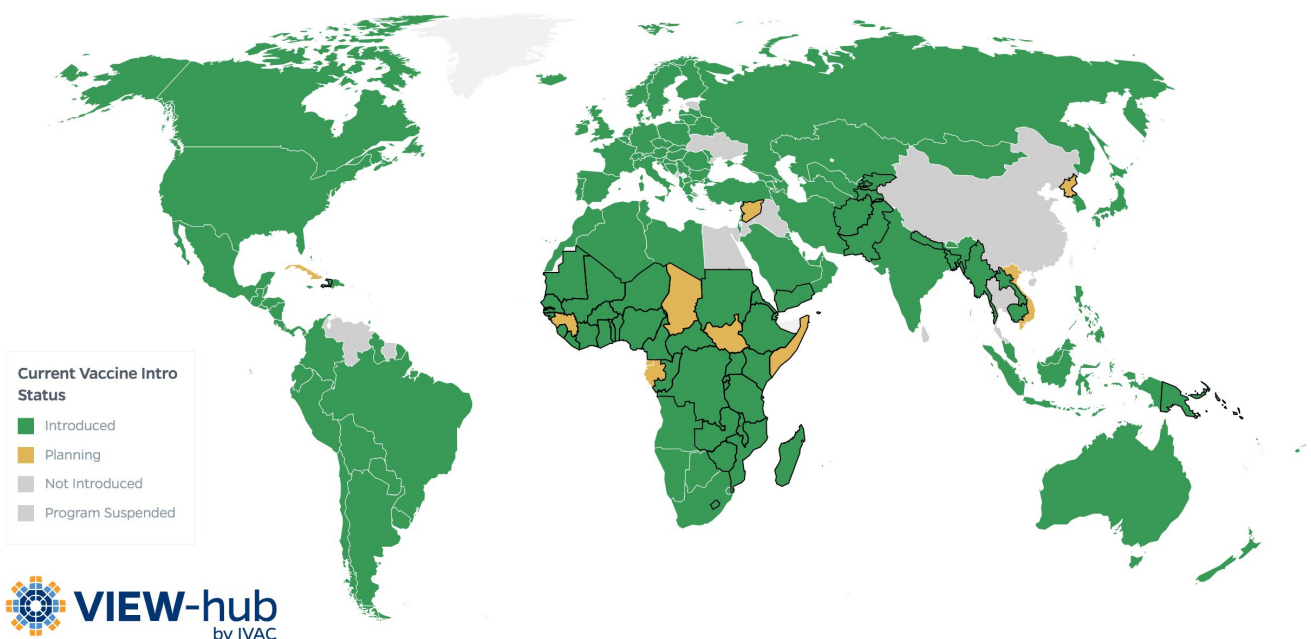 Current Vaccine Intro
Status
Introduced
Planning
Not Introduced
Program Suspended
VIEW-hub
by IVAC